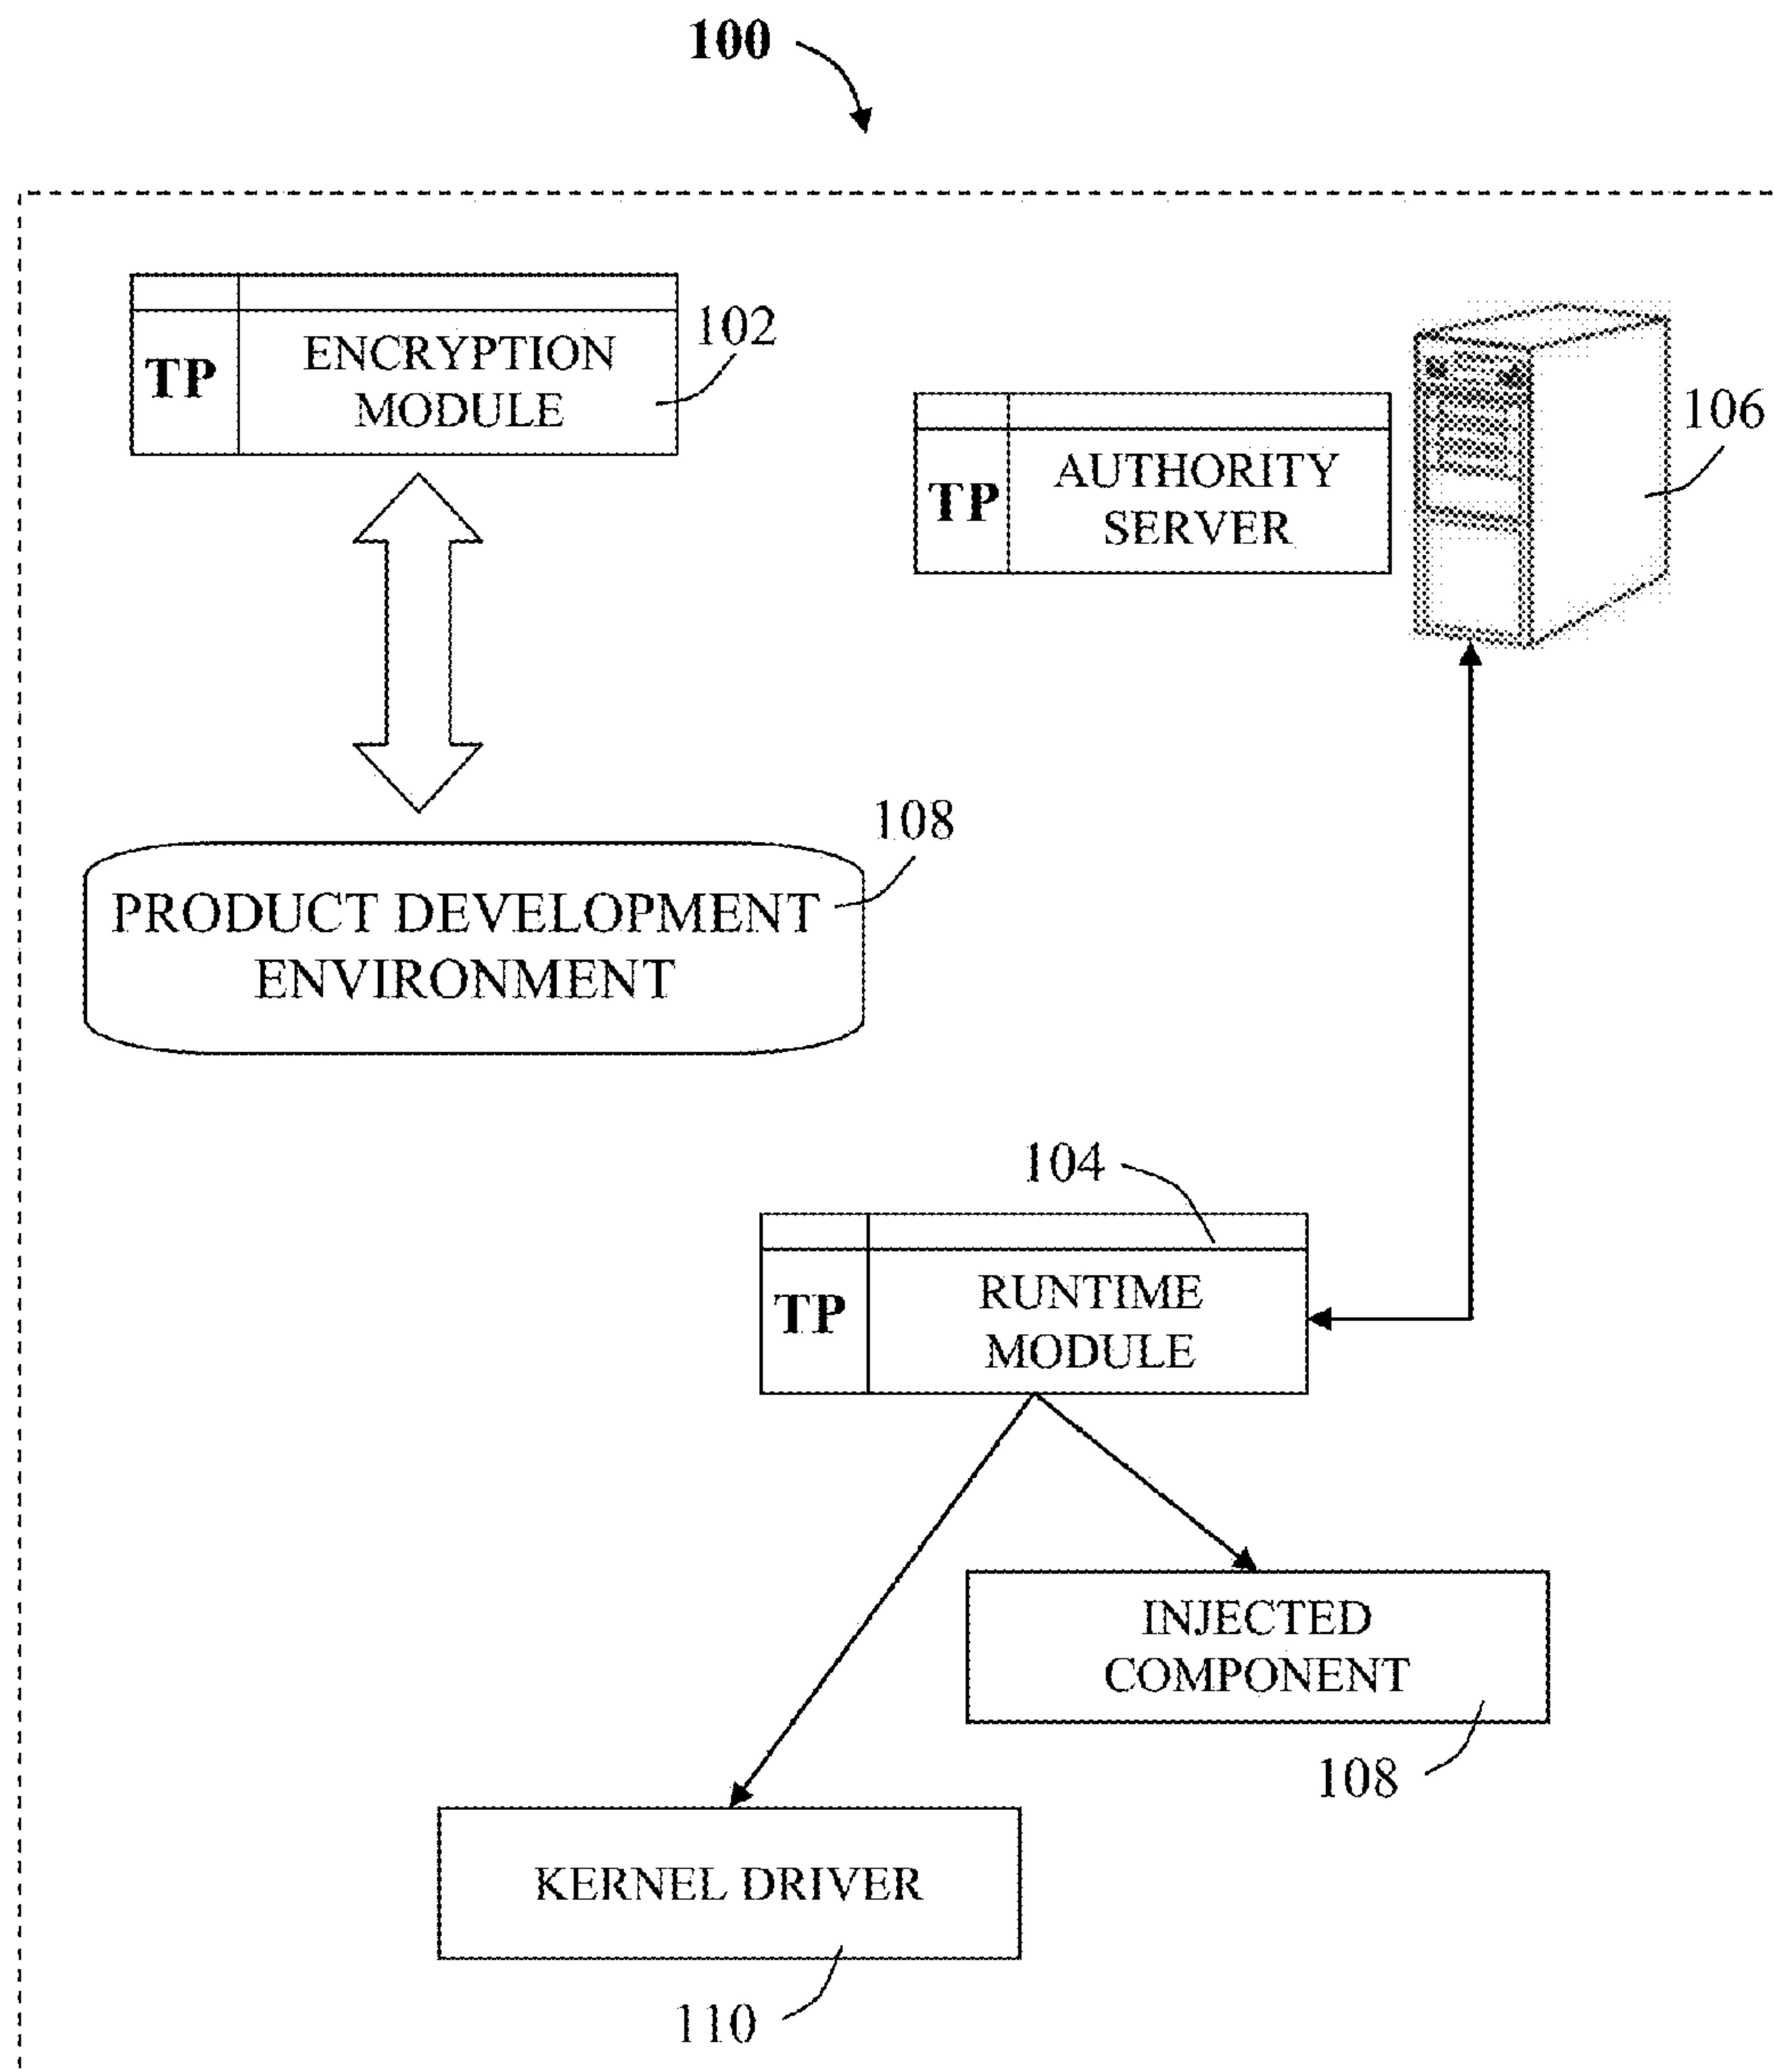 100
102
TP
ENCRYPTION
MODULE
106
TP
AUTHORITY
SERVER
108
PRODUCT DEVELOPMENT
ENVIRONMENT
104
TP
RUNTIME
MODULE
INJECTED
COMPONENT
108
KERNEL DRIVER
110